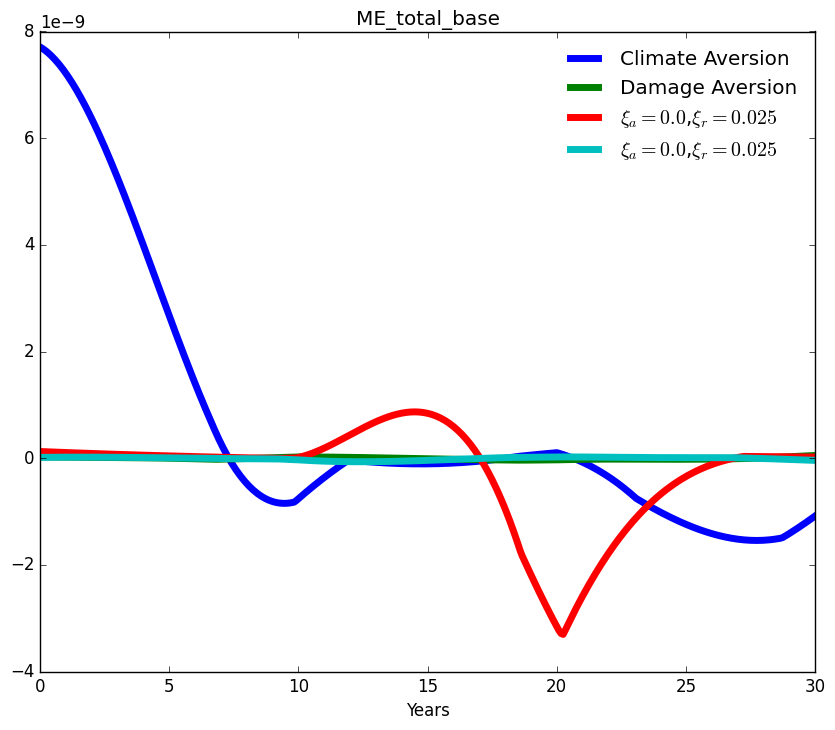 ME_total_base
1e−9
Climate Aversion
Damage Aversion
ξₐ = 0.0,ξᵣ = 0.025
ξₐ = 0.0,ξᵣ = 0.025
8
6
4
2
0
−2
−4
0 5 10 15 20 25 30
Years